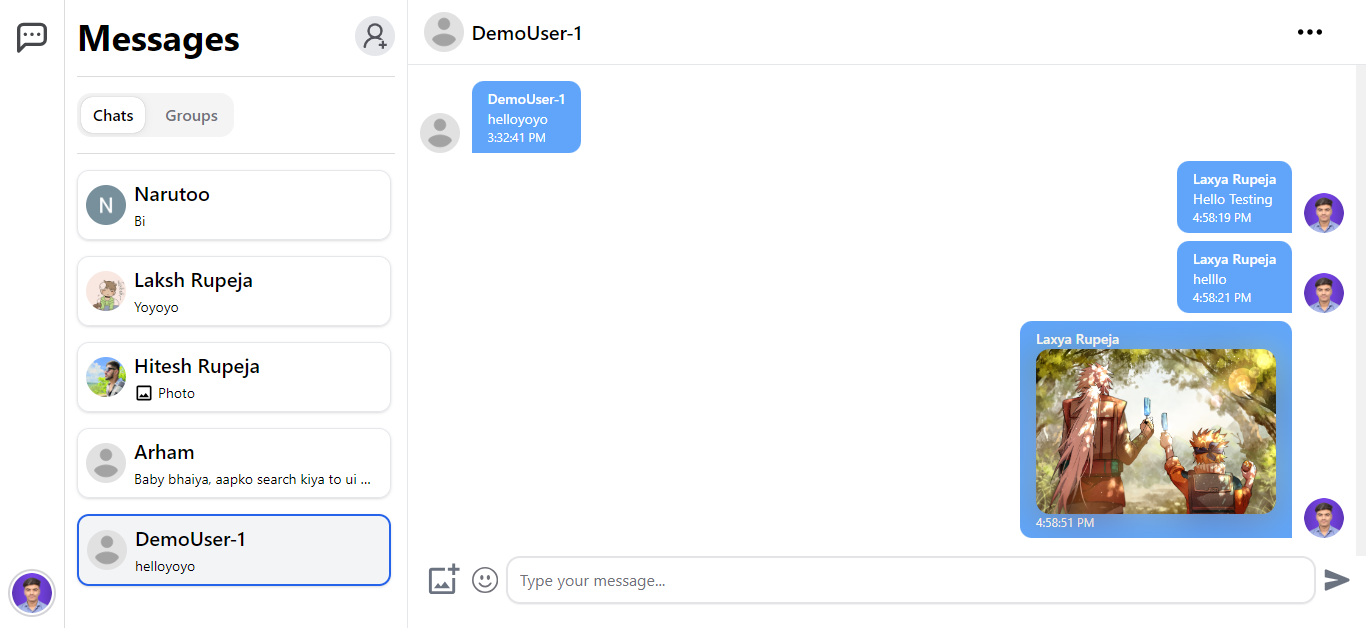 Messages
Chats
Groups
N
Narutoo
Bi
Laksh Rupeja
Yoyoyo
Hitesh Rupeja
Photo
Arham
Baby bhaiya, aapko search kiya to ui ...
DemoUser-1
helloyoyo
DemoUser-1
DemoUser-1
helloyoyo
3:32:41 PM
Laxya Rupeja
Hello Testing
4:58:19 PM
Laxya Rupeja
helllo
4:58:21 PM
Laxya Rupeja
4:58:51 PM
Type your message...